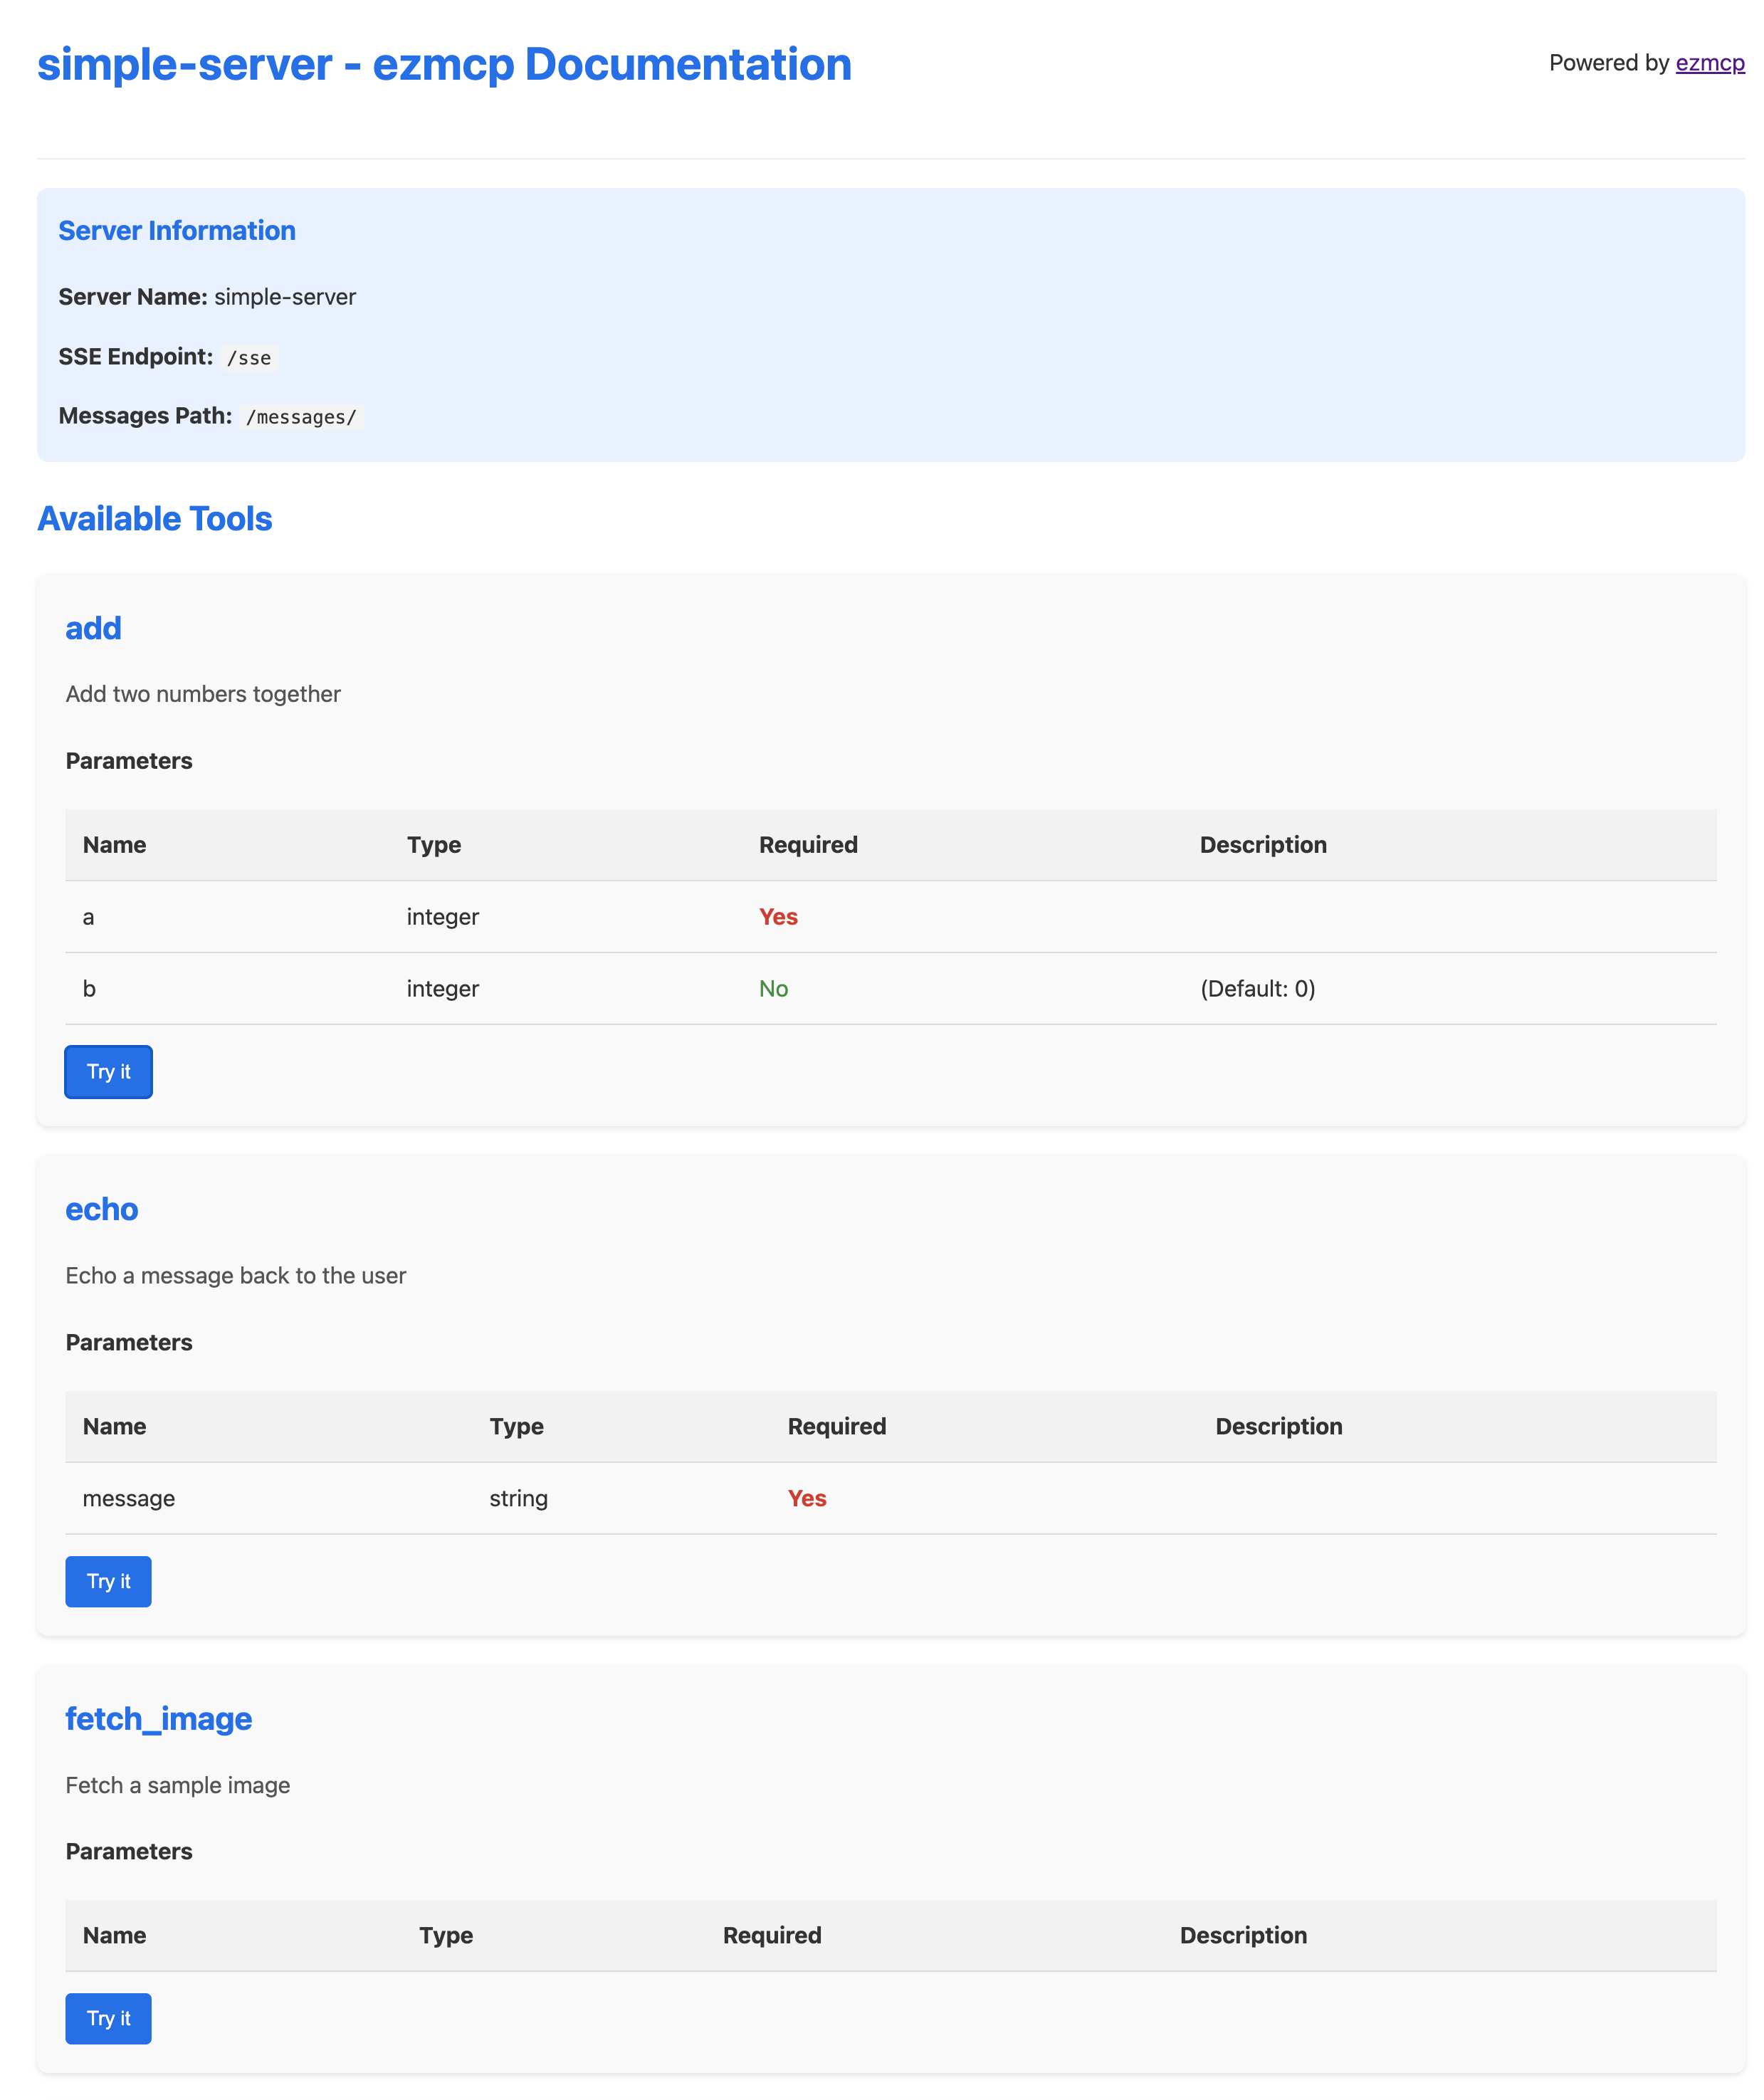 simple-server - ezmcp Documentation
Powered by ezmcp
Server Information
Server Name: simple-server
SSE Endpoint: /sse
Messages Path: /messages/
Available Tools
add
Add two numbers together
Parameters
Name Type Required Description
a integer Yes
b integer No (Default: 0)
Try it
echo
Echo a message back to the user
Parameters
Name Type Required Description
message string Yes
Try it
fetch_image
Fetch a sample image
Parameters
Name Type Required Description
Try it